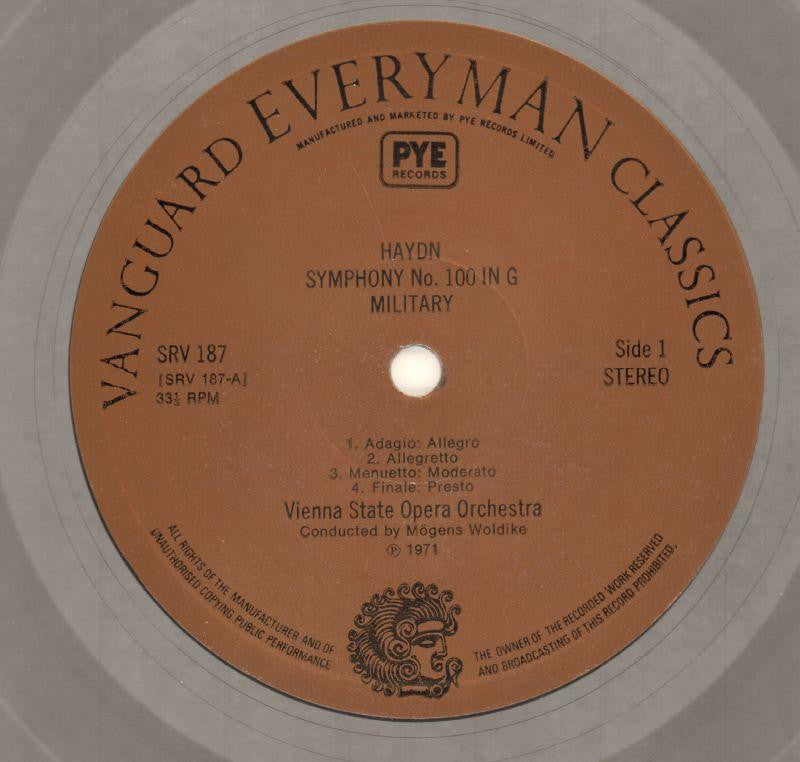 VANGUARD EVERYMAN CLASSICS
MANUFACTURED AND MARKETED BY PYE RECORDS LIMITED
PYE
RECORDS
HAYDN
SYMPHONY No. 100 IN G
MILITARY
SRV 187
[SRV 187-A]
33⅓ RPM
Side 1
STEREO
1. Adagio: Allegro
2. Allegretto
3. Menuetto: Moderato
4. Finale: Presto
Vienna State Opera Orchestra
Conducted by Mögens Woldike
℗ 1971
ALL RIGHTS OF THE MANUFACTURER AND OF
THE OWNER OF THE RECORDED WORK RESERVED
UNAUTHORISED COPYING PUBLIC PERFORMANCE
AND BROADCASTING OF THIS RECORD PROHIBITED.